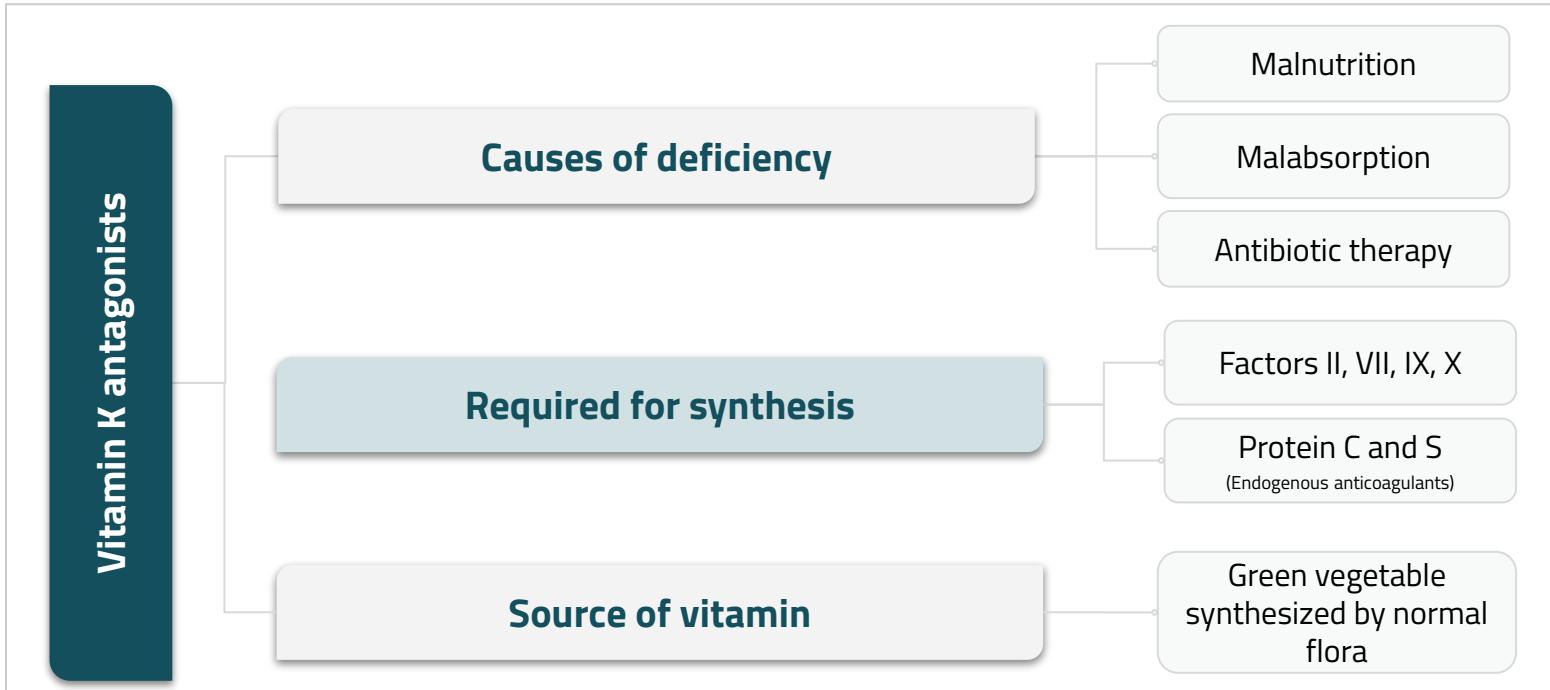 Vitamin K antagonists
Causes of deficiency
Malnutrition
Malabsorption
Antibiotic therapy
Required for synthesis
Factors II, VII, IX, X
Protein C and S
(Endogenous anticoagulants)
Source of vitamin
Green vegetable
synthesized by normal
flora